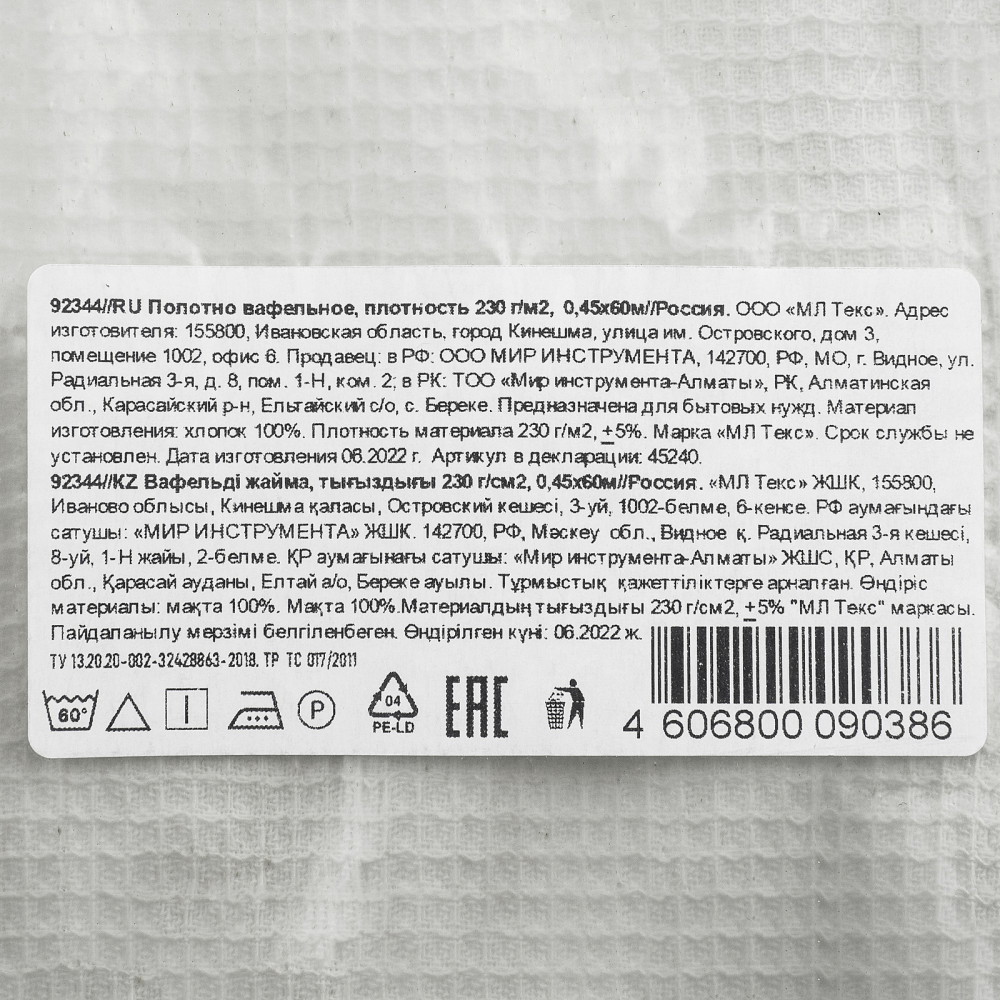 92344//RU Полотно вафельное, плотность 230 г/м2, 0,45х60м//Россия. ООО «МЛ Текс». Адрес
изготовителя: 155800, Ивановская область, город Кинешма, улица им. Островского, дом 3,
помещение 1002, офис 6. Продавец: в РФ: ООО МИР ИНСТРУМЕНТА, 142700, РФ, МО, г. Видное, ул.
Радиальная 3-я, д. 8, пом. 1-Н, ком. 2; в РК: ТОО «Мир инструмента-Алматы», РК, Алматинская
обл., Карасайский р-н, Ельтайский с/о, с. Береке. Предназначена для бытовых нужд. Материал
изготовления: хлопок 100%. Плотность материала 230 г/м2, ±5%. Марка «МЛ Текс». Срок службы не
установлен. Дата изготовления 06.2022 г. Артикул в декларации: 45240.
92344//KZ Вафельді жайма, тығыздығы 230 г/см2, 0,45х60м//Россия. «МЛ Текс» ЖШК, 155800,
Иваново облысы, Кинешма қаласы, Островский кешесі, 3-уй, 1002-белме, 6-кенсе. РФ аумағындағы
сатушы: «МИР ИНСТРУМЕНТА» ЖШК. 142700, РФ, Мәскеу обл., Видное қ. Радиальная 3-я кешесі,
8-уй, 1-Н жайы, 2-белме. ҚР аумағынағы сатушы: «Мир инструмента-Алматы» ЖШС, ҚР, Алматы
обл., Қарасай ауданы, Елтай а/о, Береке ауылы. Тұрмыстық қажеттіліктерге арналған. Өндіріс
материалы: мақта 100%. Мақта 100%.Материалдың тығыздығы 230 г/см2, ±5% "МЛ Текс" маркасы.
Пайдаланылу мерзімі белгіленбеген. Өндірілген күні: 06.2022 ж.
ТУ 13.20.20-002-32428863-2018. ТР ТС 017/2011
60° P 04 PE-LD EAC 4 606800 090386